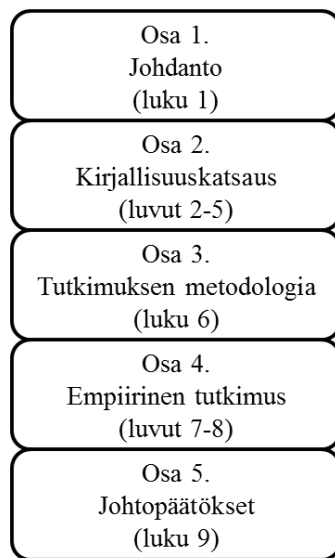 Osa 1.
Johdanto
(luku 1)
Osa 2.
Kirjallisuuskatsaus
(luvut 2-5)
Osa 3.
Tutkimuksen metodologia
(luku 6)
Osa 4.
Empiirinen tutkimus
(luvut 7-8)
Osa 5.
Johtopäätökset
(luku 9)